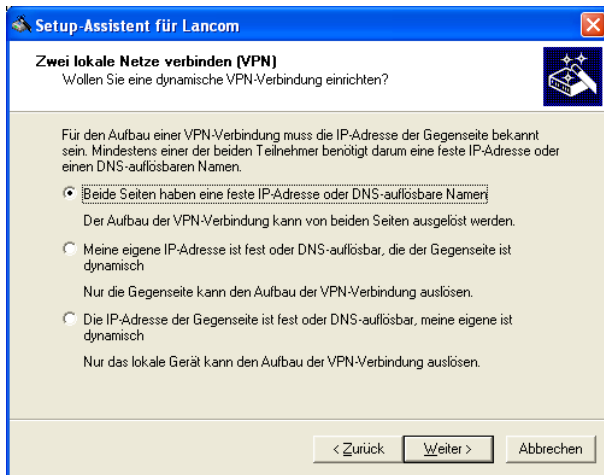 Setup-Assistent für Lancom
Zwei lokale Netze verbinden (VPN)
Wollen Sie eine dynamische VPN-Verbindung einrichten?
Für den Aufbau einer VPN-Verbindung muss die IP-Adresse der Gegenseite bekannt
sein. Mindestens einer der beiden Teilnehmer benötigt darum eine feste IP-Adresse oder
einen DNS-auflösbaren Namen.
Beide Seiten haben eine feste IP-Adresse oder DNS-auflösbare Namen
Der Aufbau der VPN-Verbindung kann von beiden Seiten ausgelöst werden.
Meine eigene IP-Adresse ist fest oder DNS-auflösbar, die der Gegenseite ist
dynamisch
Nur die Gegenseite kann den Aufbau der VPN-Verbindung auslösen.
Die IP-Adresse der Gegenseite ist fest oder DNS-auflösbar, meine eigene ist
dynamisch
Nur das lokale Gerät kann den Aufbau der VPN-Verbindung auslösen.
< Zurück Weiter > Abbrechen